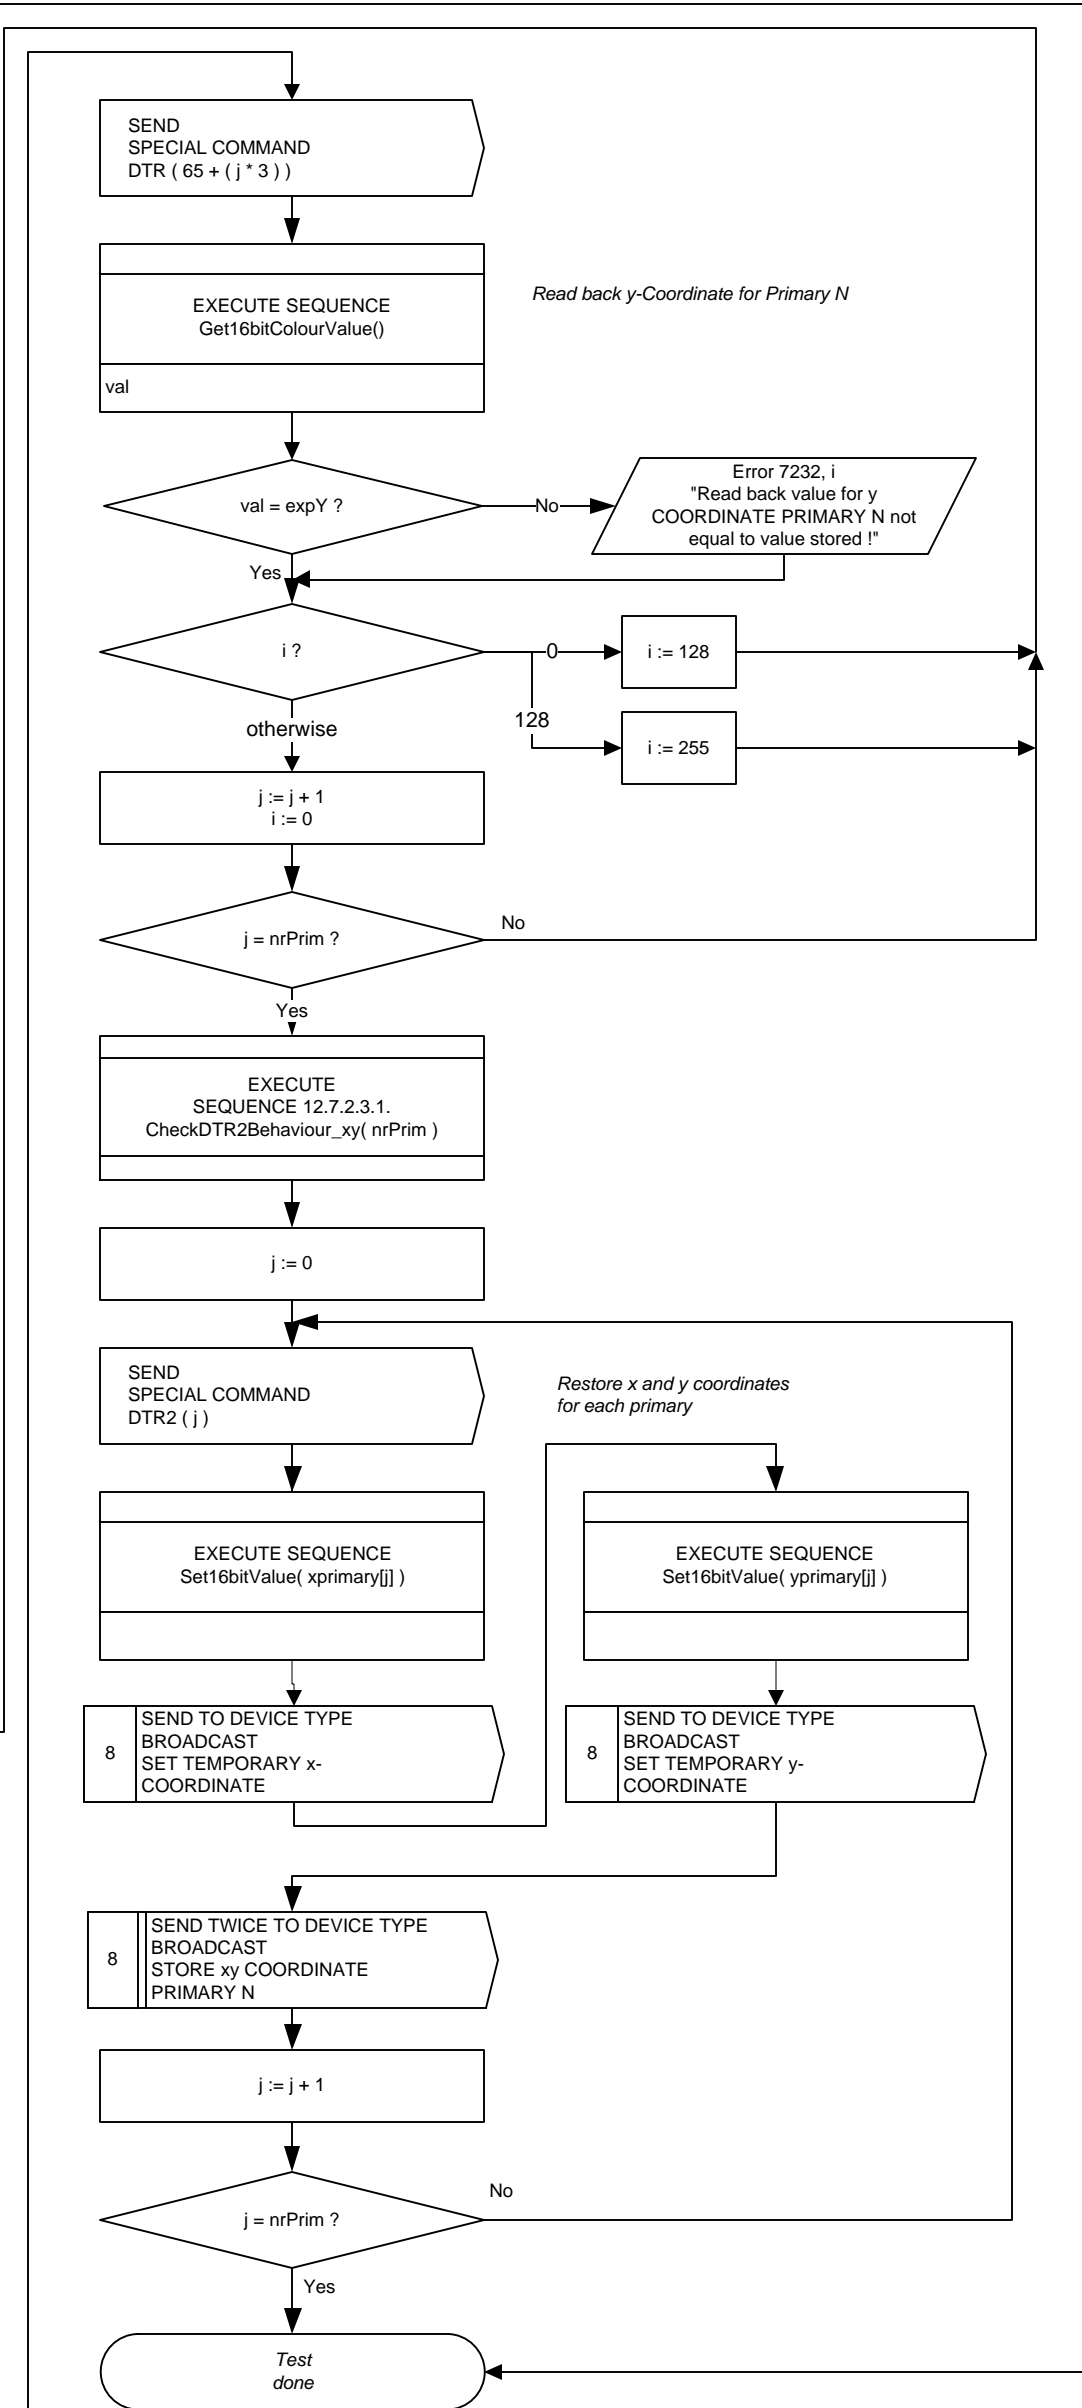 SEND
SPECIAL COMMAND
DTR ( 65 + ( j * 3 ) )
EXECUTE SEQUENCE
Get16bitColourValue()
val
Read back y-Coordinate for Primary N
val = expY ?
No
Error 7232, i
"Read back value for y
COORDINATE PRIMARY N not
equal to value stored !"
Yes
i ?
0
i := 128
128
i := 255
otherwise
j := j + 1
i := 0
j = nrPrim ?
No
Yes
EXECUTE
SEQUENCE 12.7.2.3.1.
CheckDTR2Behaviour_xy( nrPrim )
j := 0
SEND
SPECIAL COMMAND
DTR2 ( j )
Restore x and y coordinates
for each primary
EXECUTE SEQUENCE
Set16bitValue( xprimary[j] )
EXECUTE SEQUENCE
Set16bitValue( yprimary[j] )
8
SEND TO DEVICE TYPE
BROADCAST
SET TEMPORARY x-
COORDINATE
8
SEND TO DEVICE TYPE
BROADCAST
SET TEMPORARY y-
COORDINATE
8
SEND TWICE TO DEVICE TYPE
BROADCAST
STORE xy COORDINATE
PRIMARY N
j := j + 1
j = nrPrim ?
No
Yes
Test
done